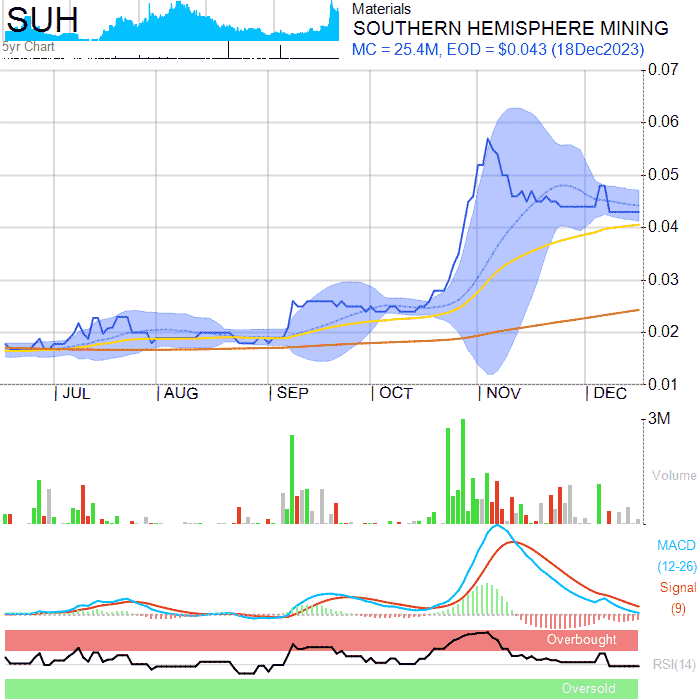 SUH
5yr Chart
Materials
SOUTHERN HEMISPHERE MINING
MC = 25.4M, EOD = $0.043 (18Dec2023)
0.07
0.06
0.05
0.04
0.03
0.02
0.01
JUL AUG SEP OCT NOV DEC
3M
Volume
MACD
(12-26)
Signal
(9)
Overbought
RSI(14)
Oversold